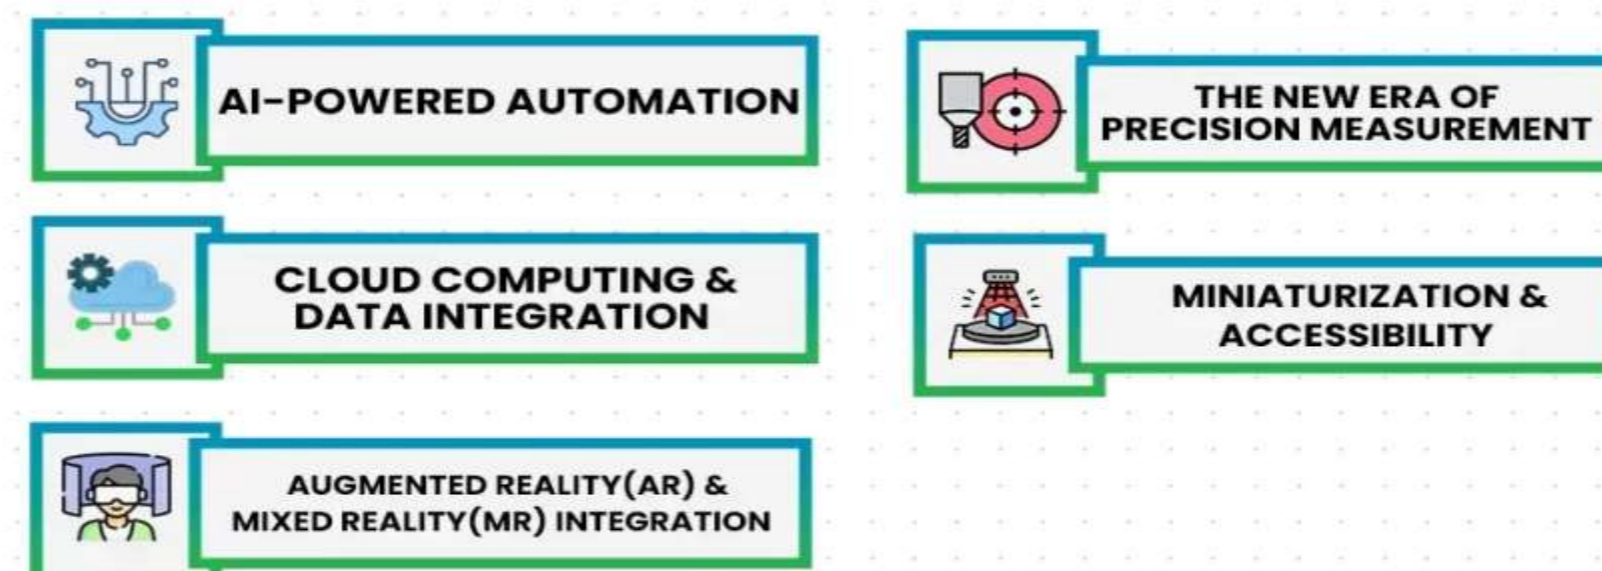 AI-POWERED AUTOMATION
CLOUD COMPUTING &
DATA INTEGRATION
AUGMENTED REALITY(AR) &
MIXED REALITY(MR) INTEGRATION
THE NEW ERA OF
PRECISION MEASUREMENT
MINIATURIZATION &
ACCESSIBILITY